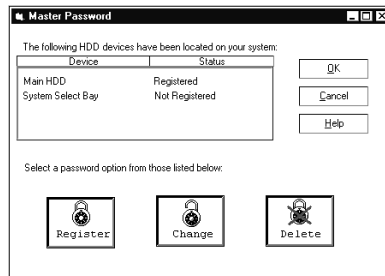 Master Password
The following HDD devices have been located on your system:
Device Status
Main HDD Registered
System Select Bay Not Registered
OK
Cancel
Help
Select a password option from those listed below:
Register Change Delete